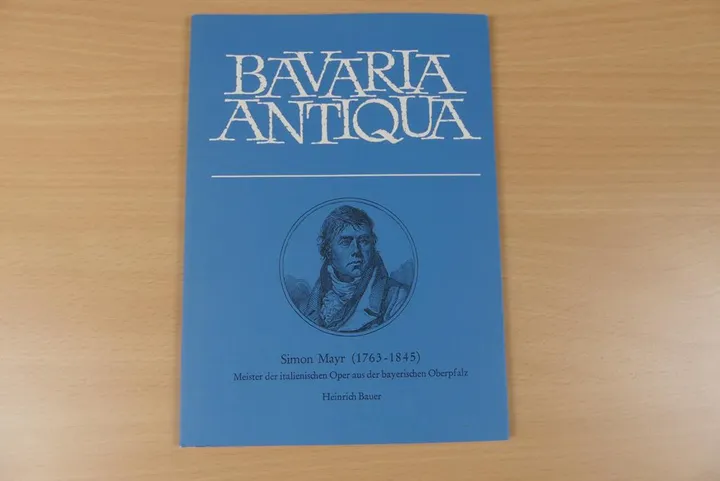 BAVARIA
ANTIQUA
Simon Mayr (1763-1845)
Meister der italienischen Oper aus der bayerischen Oberpfalz
Heinrich Bauer